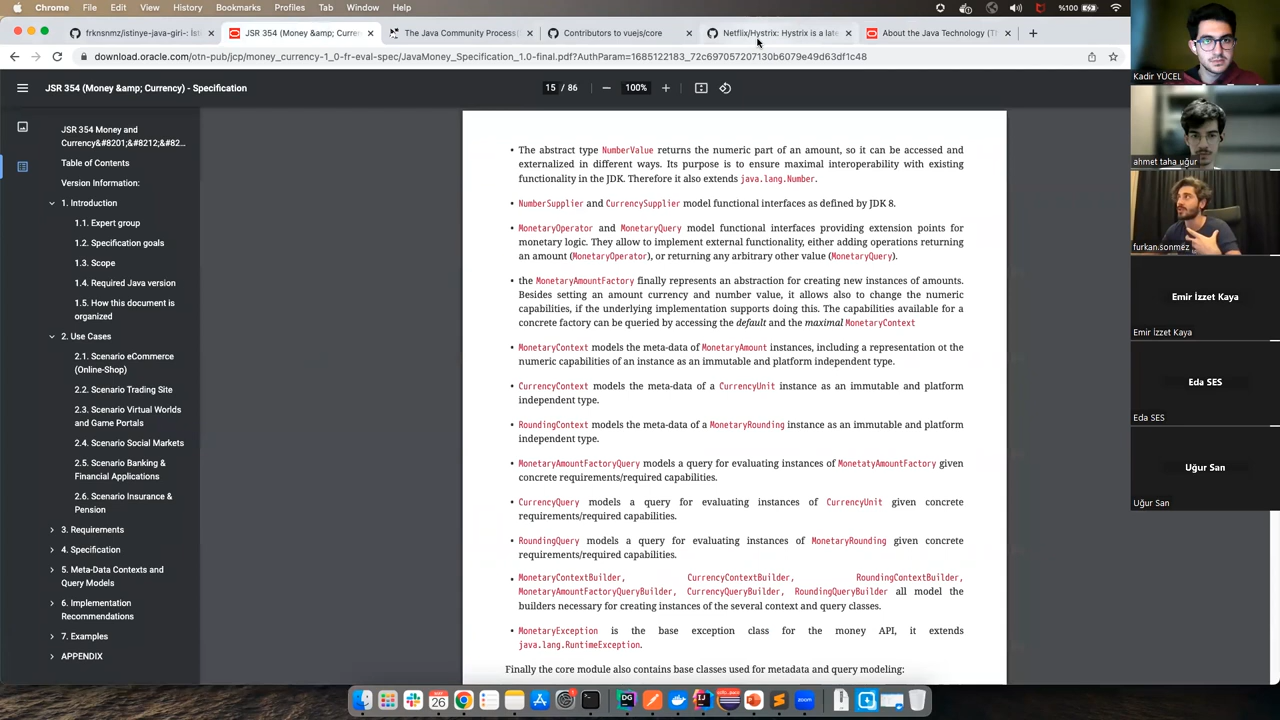 Chrome File Edit View History Bookmarks Profiles Tab Window Help %100
frknsnmz/istinye-java-giri-: İsti
JSR 354 (Money &amp; Currency
The Java Community Process(
Contributors to vuejs/core
Netflix/Hystrix: Hystrix is a late
About the Java Technology (Th
download.oracle.com/otn-pub/jcp/money_currency-1_0-fr-eval-spec/JavaMoney_Specification_1.0-final.pdf?AuthParam=1685122183_72c697057207130b6079e49d63df1c48
JSR 354 (Money &amp; Currency) - Specification
15 / 86
100%
JSR 354 Money and
Currency&#8201;&#8212;&#82...
Table of Contents
Version Information:
1. Introduction
1.1. Expert group
1.2. Specification goals
1.3. Scope
1.4. Required Java version
1.5. How this document is
organized
2. Use Cases
2.1. Scenario eCommerce
(Online-Shop)
2.2. Scenario Trading Site
2.3. Scenario Virtual Worlds
and Game Portals
2.4. Scenario Social Markets
2.5. Scenario Banking &
Financial Applications
2.6. Scenario Insurance &
Pension
3. Requirements
4. Specification
5. Meta-Data Contexts and
Query Models
6. Implementation
Recommendations
7. Examples
APPENDIX
• The abstract type NumberValue returns the numeric part of an amount, so it can be accessed and
externalized in different ways. Its purpose is to ensure maximal interoperability with existing
functionality in the JDK. Therefore it also extends java.lang.Number.
• NumberSupplier and CurrencySupplier model functional interfaces as defined by JDK 8.
• MonetaryOperator and MonetaryQuery model functional interfaces providing extension points for
monetary logic. They allow to implement external functionality, either adding operations returning
an amount (MonetaryOperator), or returning any arbitrary other value (MonetaryQuery).
• the MonetaryAmountFactory finally represents an abstraction for creating new instances of amounts.
Besides setting an amount currency and number value, it allows also to change the numeric
capabilities, if the underlying implementation supports doing this. The capabilities available for a
concrete factory can be queried by accessing the default and the maximal MonetaryContext
• MonetaryContext models the meta-data of MonetaryAmount instances, including a representation ot the
numeric capabilities of an instance as an immutable and platform independent type.
• CurrencyContext models the meta-data of a CurrencyUnit instance as an immutable and platform
independent type.
• RoundingContext models the meta-data of a MonetaryRounding instance as an immutable and platform
independent type.
• MonetaryAmountFactoryQuery models a query for evaluating instances of MonetatyAmountFactory given
concrete requirements/required capabilities.
• CurrencyQuery models a query for evaluating instances of CurrencyUnit given concrete
requirements/required capabilities.
• RoundingQuery models a query for evaluating instances of MonetaryRounding given concrete
requirements/required capabilities.
• MonetaryContextBuilder, CurrencyContextBuilder, RoundingContextBuilder,
MonetaryAmountFactoryQueryBuilder, CurrencyQueryBuilder, RoundingQueryBuilder all model the
builders necessary for creating instances of the several context and query classes.
• MonetaryException is the base exception class for the money API, it extends
java.lang.RuntimeException.
Finally the core module also contains base classes used for metadata and query modeling:
Kadir YÜCEL
ahmet taha uğur
furkan.sonmez
Emir İzzet Kaya
Emir İzzet Kaya
Eda SES
Eda SES
Uğur San
Uğur San
26
DG
zoom